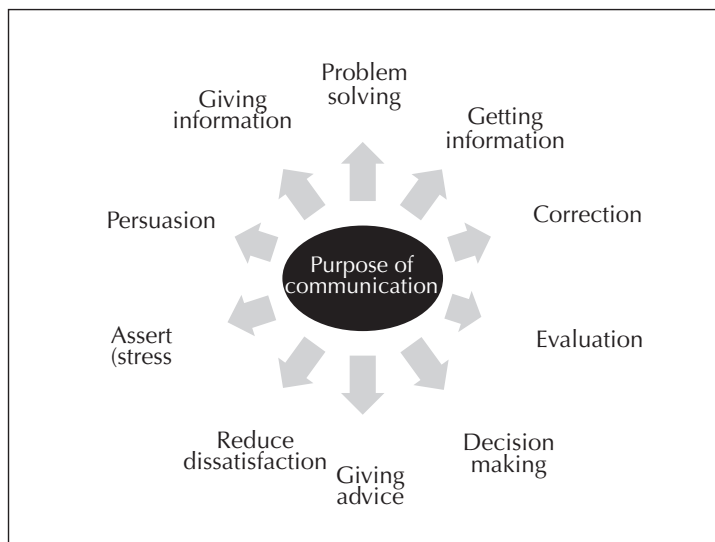 Problem
solving
Getting
information
Correction
Evaluation
Decision
making
Giving
advice
Reduce
dissatisfaction
Assert
(stress
Persuasion
Giving
information
Purpose of
communication